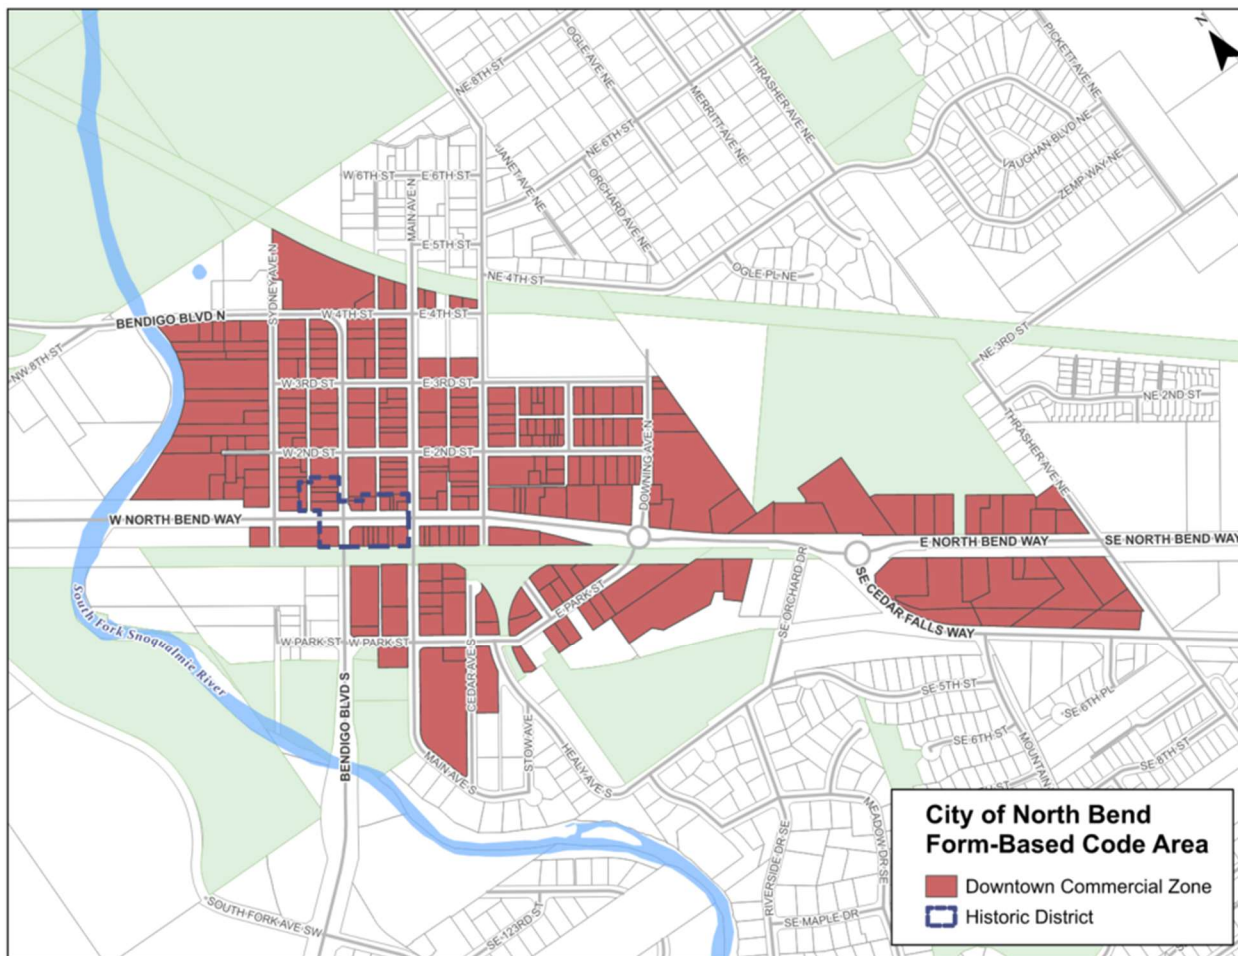 N
PICKETT AVE NE
OGLE AVE NE
NE 8TH ST
THRASHER AVE NE
MERRITT AVE NE
NE 6TH ST
VAUGHAN BLVD NE
JANET AVE NE
ORCHARD AVE NE
ZEMP WAY NE
W 6TH ST
E 6TH ST
MAIN AVE N
E 5TH ST
SYDNEY AVE N
NE 4TH ST
OGLE PL NE
BENDIGO BLVD N
W 4TH ST
E 4TH ST
NE 3RD ST
NW 8TH ST
W 3RD ST
E 3RD ST
NE 2ND ST
THRASHER AVE NE
DOWNING AVE N
W 2ND ST
E 2ND ST
W NORTH BEND WAY
E NORTH BEND WAY
SE NORTH BEND WAY
South Fork Snoqualmie River
SE ORCHARD DR
E PARK ST
SE CEDAR FALLS WAY
W PARK ST
W PARK ST
CEDAR AVE S
BENDIGO BLVD S
SE 5TH ST
SE 6TH PL
STOW AVE
HEALY AVE S
MAIN AVE S
SE 6TH ST
MOUNTAIN
SE 8TH ST
MEADOW DR SE
RIVERSIDE DR SE
SE MAPLE DR
SOUTH FORK AVE SW
SE 123RD ST
City of North Bend
Form-Based Code Area
Downtown Commercial Zone
Historic District